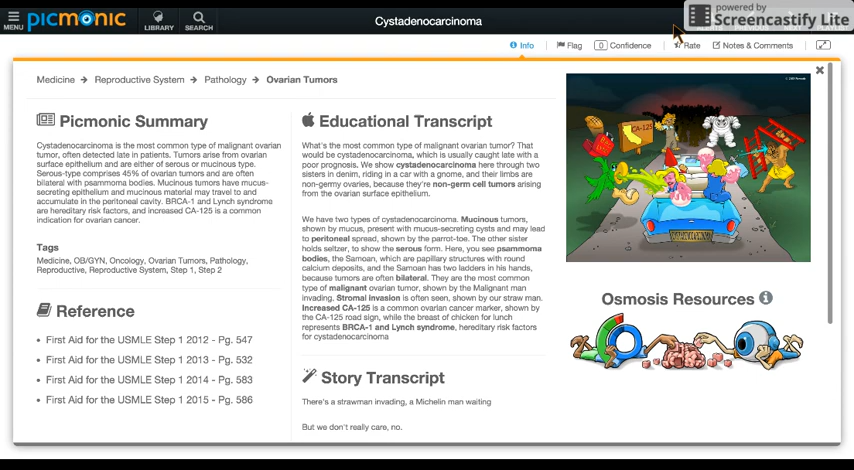 MENU
picmonic
LIBRARY
SEARCH
Cystadenocarcinoma
powered by
Screencastify Lite
Info
Flag
0 Confidence
Rate
Notes & Comments
Medicine → Reproductive System → Pathology → Ovarian Tumors
Picmonic Summary
Cystadenocarcinoma is the most common type of malignant ovarian
tumor, often detected late in patients. Tumors arise from ovarian
surface epithelium and are either of serous or mucinous type.
Serous-type comprises 45% of ovarian tumors and are often
bilateral with psammoma bodies. Mucinous tumors have mucus-
secreting epithelium and mucinous material may travel to and
accumulate in the peritoneal cavity. BRCA-1 and Lynch syndrome
are hereditary risk factors, and increased CA-125 is a common
indication for ovarian cancer.
Tags
Medicine, OB/GYN, Oncology, Ovarian Tumors, Pathology,
Reproductive, Reproductive System, Step 1, Step 2
Reference
First Aid for the USMLE Step 1 2012 - Pg. 547
First Aid for the USMLE Step 1 2013 - Pg. 532
First Aid for the USMLE Step 1 2014 - Pg. 583
First Aid for the USMLE Step 1 2015 - Pg. 586
Educational Transcript
What's the most common type of malignant ovarian tumor? That
would be cystadenocarcinoma, which is usually caught late with a
poor prognosis. We show cystadenocarcinoma here through two
sisters in denim, riding in a car with a gnome, and their limbs are
non-germy ovaries, because they're non-germ cell tumors arising
from the ovarian surface epithelium.
We have two types of cystadenocarcinoma. Mucinous tumors,
shown by mucus, present with mucus-secreting cysts and may lead
to peritoneal spread, shown by the parrot-toe. The other sister
holds seltzer, to show the serous form. Here, you see psammoma
bodies, the Samoan, which are papillary structures with round
calcium deposits, and the Samoan has two ladders in his hands,
because tumors are often bilateral. They are the most common
type of malignant ovarian tumor, shown by the Malignant man
invading. Stromal invasion is often seen, shown by our straw man.
Increased CA-125 is a common ovarian cancer marker, shown by
the CA-125 road sign, while the breast of chicken for lunch
represents BRCA-1 and Lynch syndrome, hereditary risk factors
for cystadenocarcinoma
Story Transcript
There's a strawman invading, a Michelin man waiting
But we don't really care, no.
CA-125
Osmosis Resources